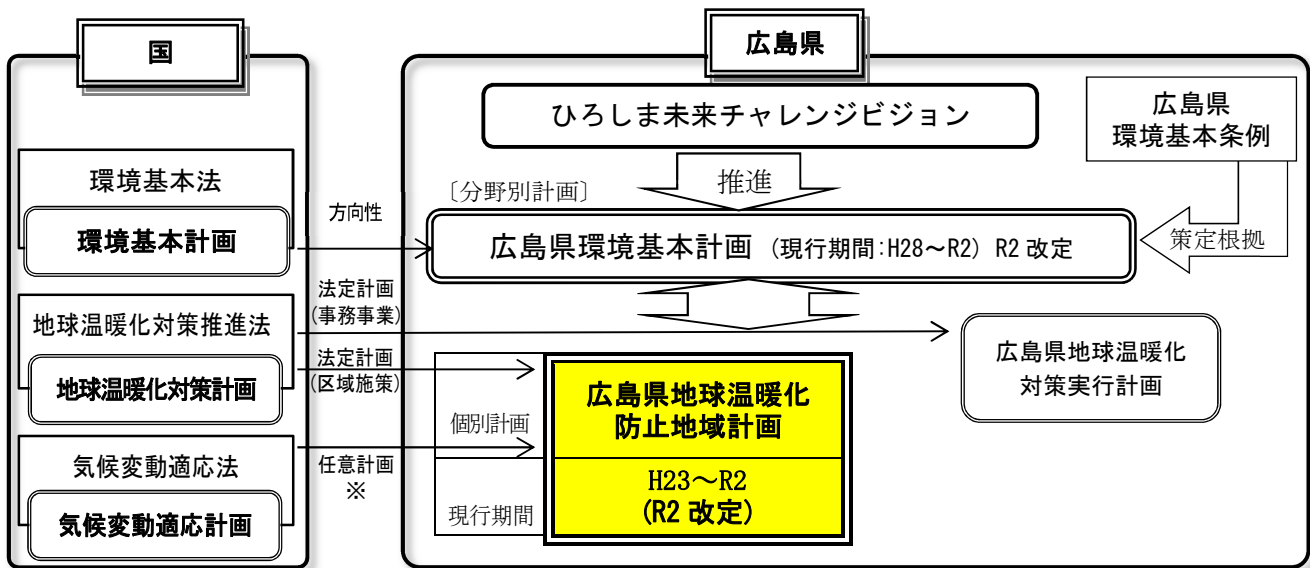 国
環境基本法
環境基本計画
地球温暖化対策推進法
地球温暖化対策計画
気候変動適応法
気候変動適応計画
方向性
法定計画
(事務事業)
法定計画
(区域施策)
任意計画
※
広島県
ひろしま未来チャレンジビジョン
広島県
環境基本条例
推進
〔分野別計画〕
策定根拠
広島県環境基本計画 (現行期間:H28~R2) R2 改定
広島県地球温暖化
対策実行計画
個別計画
広島県地球温暖化
防止地域計画
現行期間
H23~R2
(R2 改定)